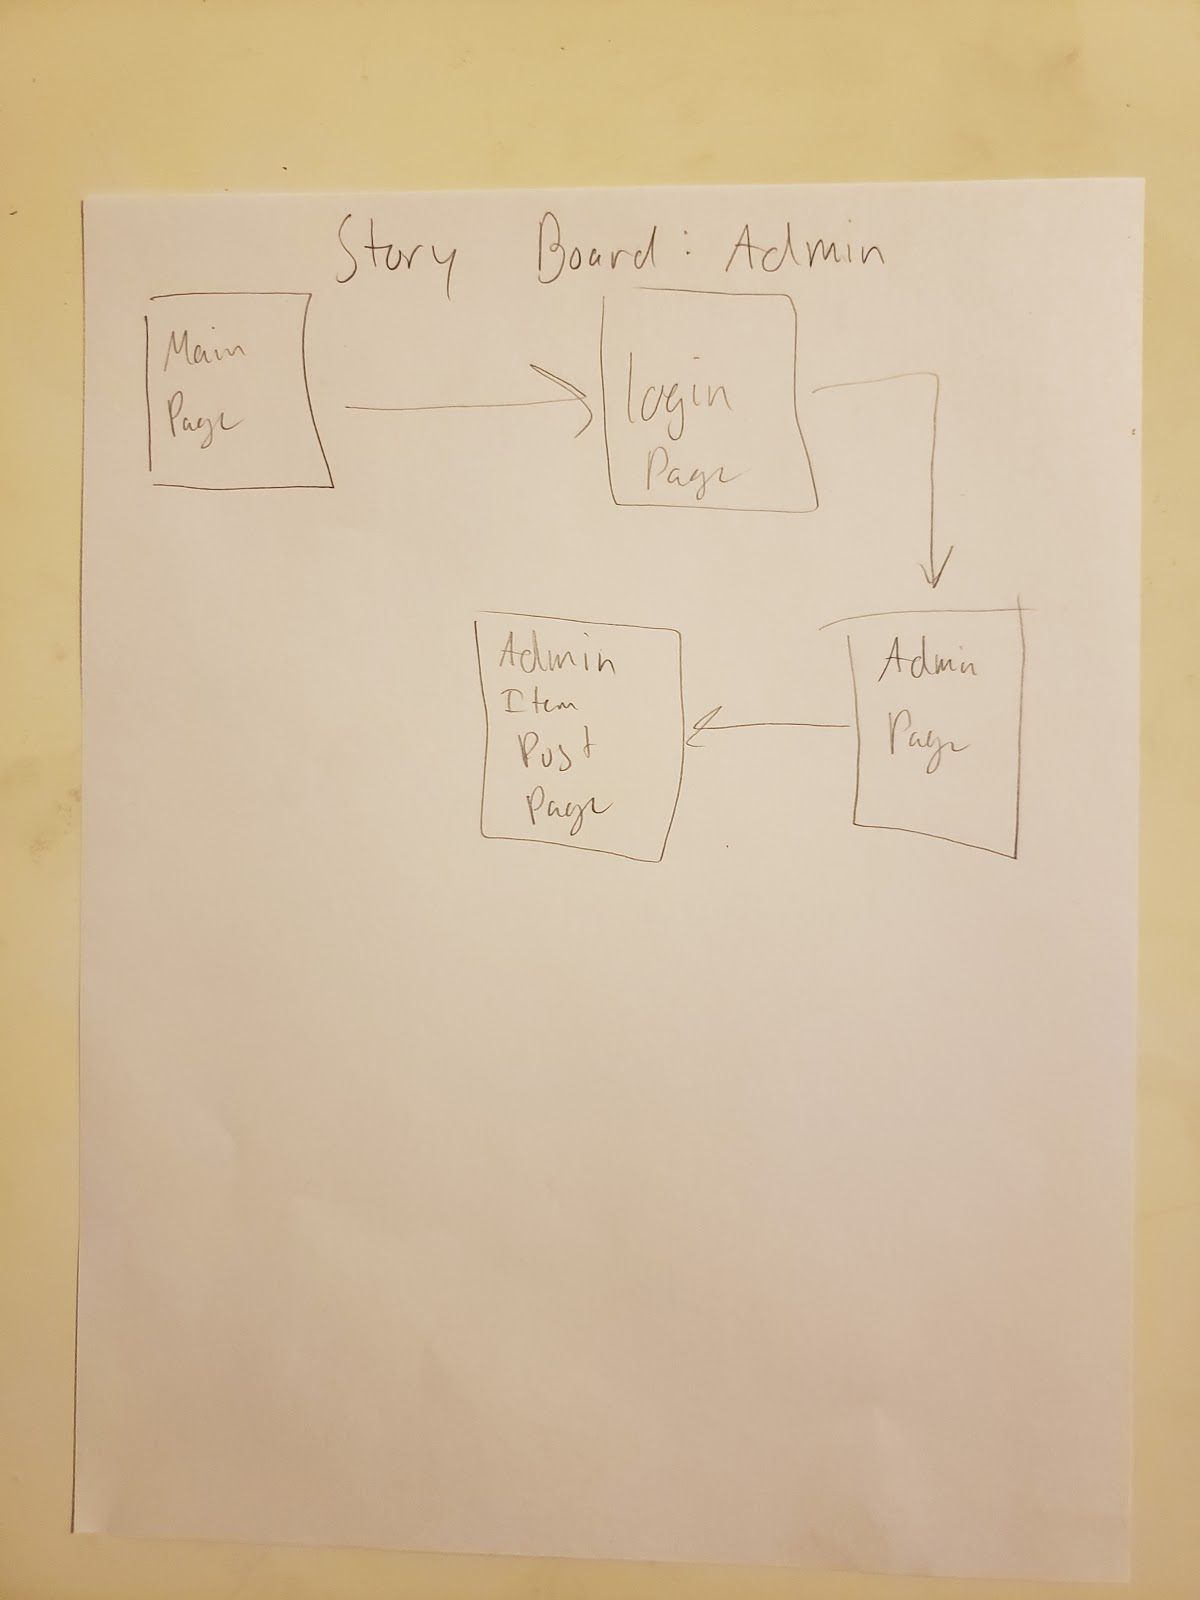 Story Board: Admin
Main
Page
login
Page
Admin
Page
Admin
Item
Post
Page